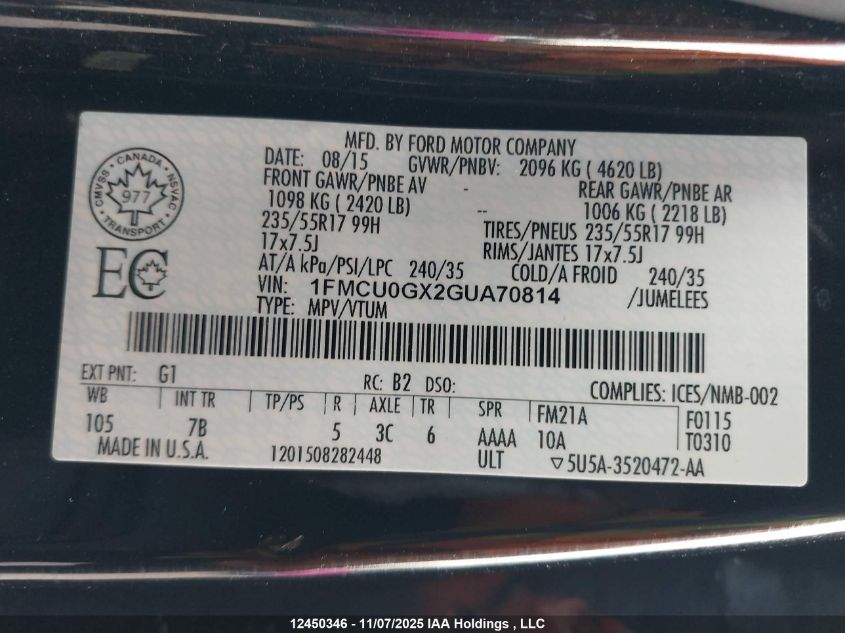 MFD. BY FORD MOTOR COMPANY
DATE: 08/15 GVWR/PNBV: 2096 KG ( 4620 LB)
FRONT GAWR/PNBE AV - REAR GAWR/PNBE AR
1098 KG ( 2420 LB) -- 1006 KG ( 2218 LB)
235/55R17 99H TIRES/PNEUS 235/55R17 99H
17x7.5J RIMS/JANTES 17x7.5J
AT/A kPa/PSI/LPC 240/35 COLD/A FROID 240/35
VIN: 1FMCU0GX2GUA70814 /JUMELEES
TYPE: MPV/VTUM
CMVSS · CANADA · NSVAC
977
TRANSPORT
EC
EXT PNT: G1 RC: B2 DSO: COMPLIES: ICES/NMB-002
WB INT TR TP/PS R AXLE TR SPR FM21A F0115
105 7B 5 3C 6 AAAA 10A T0310
MADE IN U.S.A. 1201508282448 ULT ▽5U5A-3520472-AA
12450346 - 11/07/2025 IAA Holdings , LLC